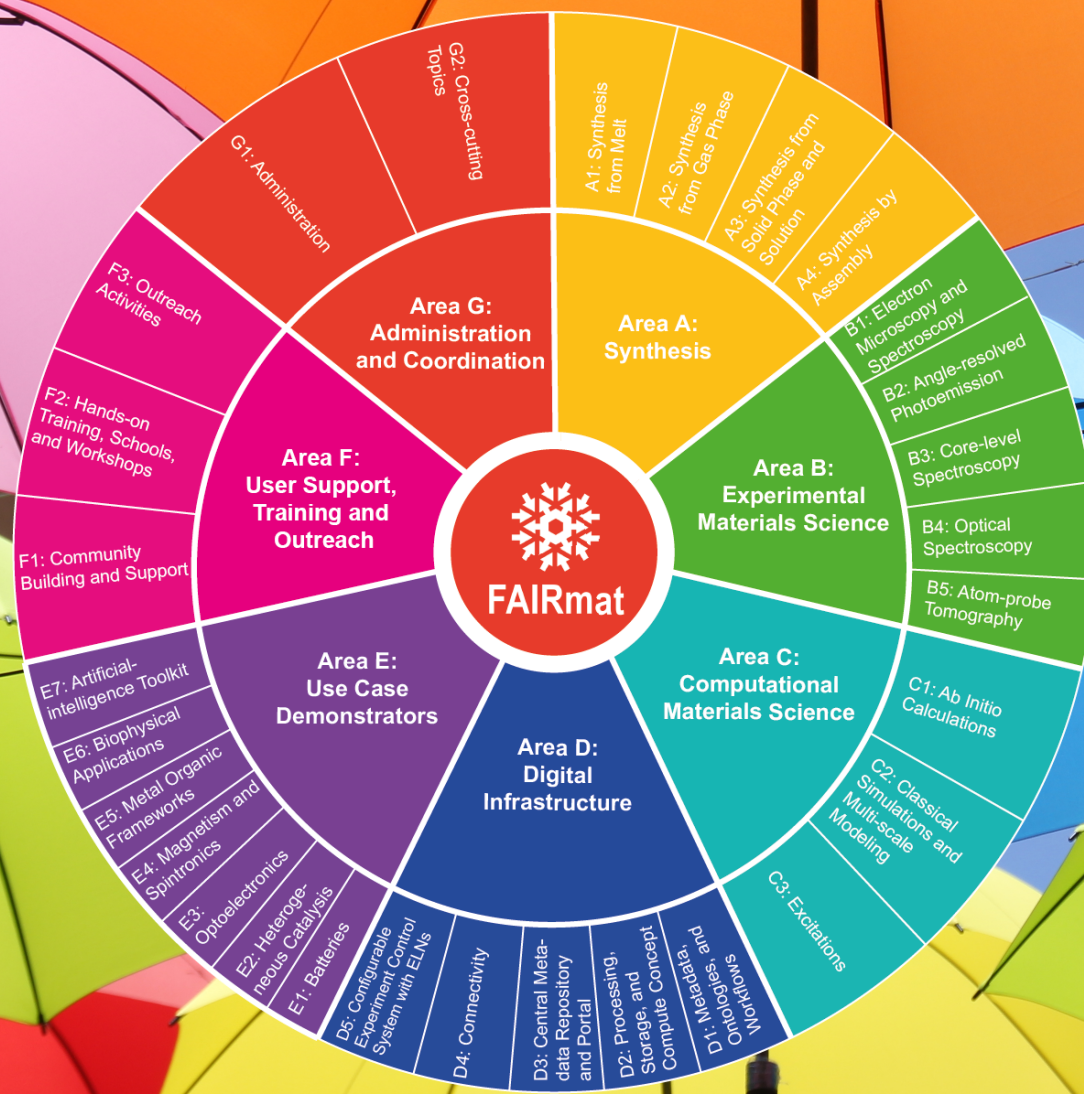 FAIRmat
Area A:
Synthesis
A1: Synthesis
from Melt
A2: Synthesis
from Gas Phase
A3: Synthesis from
Solid Phase and
Solution
A4: Synthesis by
Assembly
Area B:
Experimental
Materials Science
B1: Electron
Microscopy and
Spectroscopy
B2: Angle-resolved
Photoemission
B3: Core-level
Spectroscopy
B4: Optical
Spectroscopy
B5: Atom-probe
Tomography
Area C:
Computational
Materials Science
C1: Ab Initio
Calculations
C2: Classical
Simulations and
Multi-scale
Modeling
C3: Excitations
Area D:
Digital
Infrastructure
D1: Metadata,
Ontologies, and
Workflows
D2: Processing,
Storage, and
Compute Concept
D3: Central Meta-
data Repository
and Portal
D4: Connectivity
D5: Configurable
Experiment Control
System with ELNs
Area E:
Use Case
Demonstrators
E1: Batteries
E2: Heteroge-
neous Catalysis
E3:
Optoelectronics
E4: Magnetism and
Spintronics
E5: Metal Organic
Frameworks
E6: Biophysical
Applications
E7: Artificial-
intelligence Toolkit
Area F:
User Support,
Training and
Outreach
F1: Community
Building and Support
F2: Hands-on
Training, Schools,
and Workshops
F3: Outreach
Activities
Area G:
Administration
and Coordination
G1: Administration
G2: Cross-cutting
Topics